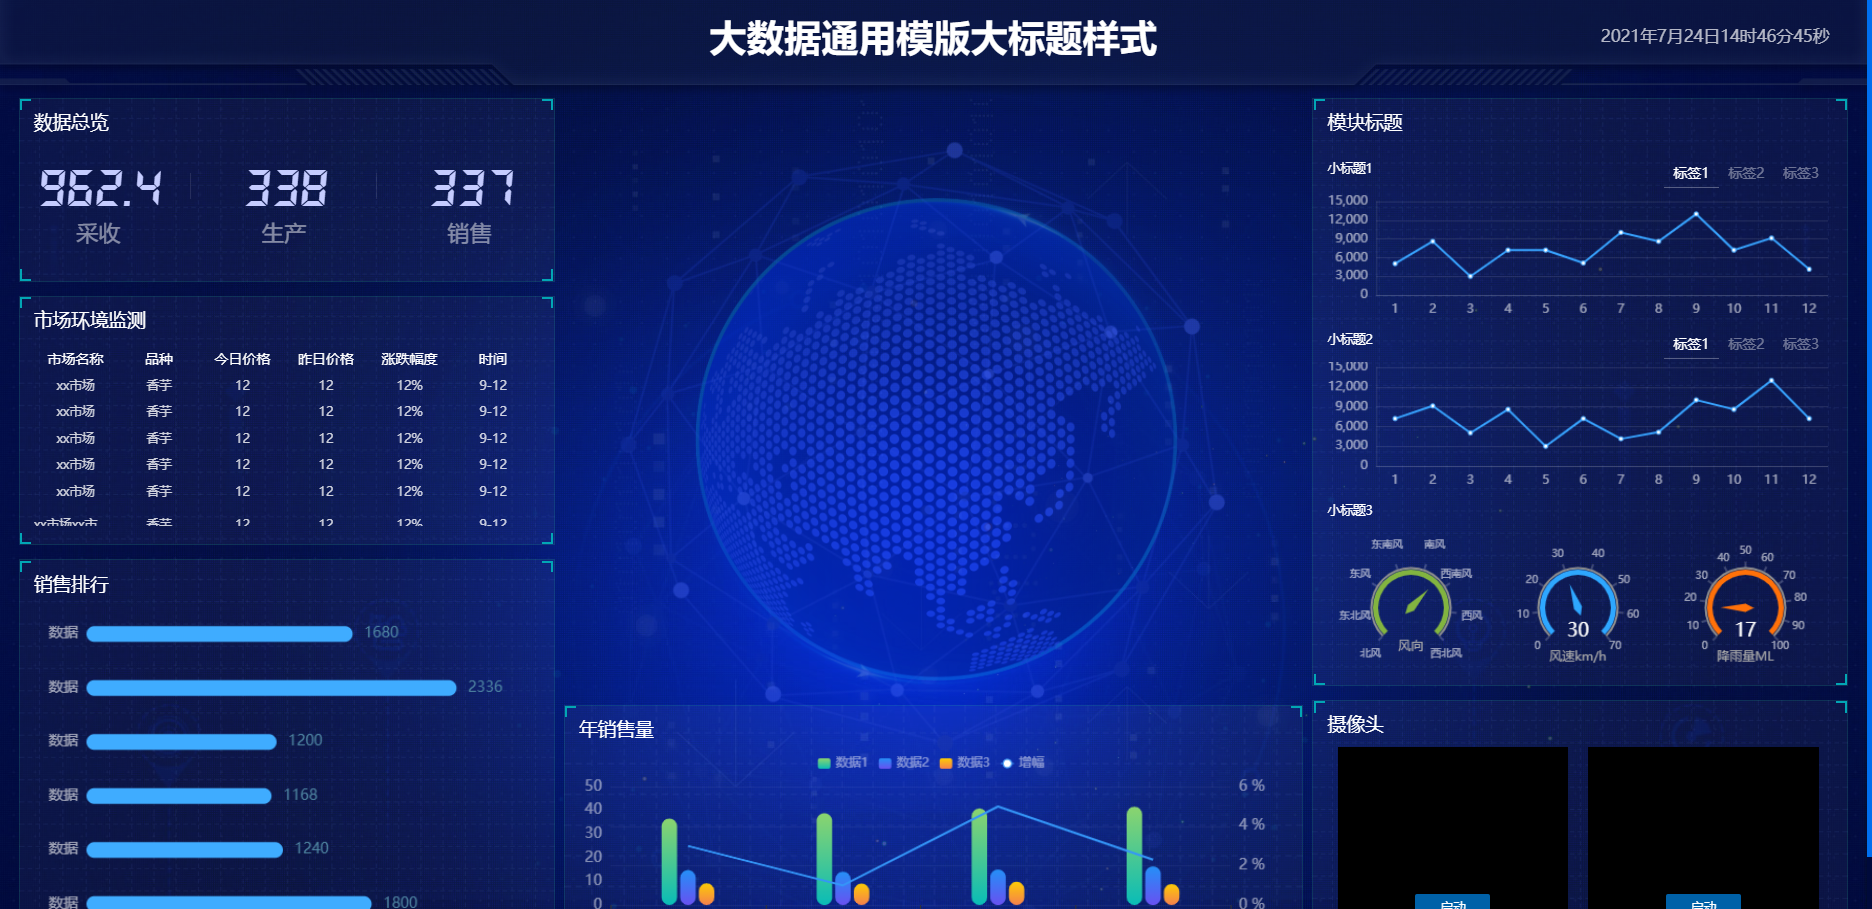 大数据通用模版大标题样式
2021年7月24日14时46分45秒
数据总览
962.4 338 337
采收 生产 销售
市场环境监测
市场名称 品种 今日价格 昨日价格 涨跌幅度 时间
xx市场 香芋 12 12 12% 9-12
xx市场 香芋 12 12 12% 9-12
xx市场 香芋 12 12 12% 9-12
xx市场 香芋 12 12 12% 9-12
xx市场 香芋 12 12 12% 9-12
xx市场xx市 香芋 12 12 12% 9-12
销售排行
数据 1680
数据 2336
数据 1200
数据 1168
数据 1240
数据 1800
年销售量
数据1 数据2 数据3 增幅
50 6 %
40
30 4 %
20 2 %
10
0 0 %
模块标题
小标题1
标签1 标签2 标签3
15,000
12,000
9,000
6,000
3,000
0
1 2 3 4 5 6 7 8 9 10 11 12
小标题2
标签1 标签2 标签3
15,000
12,000
9,000
6,000
3,000
0
1 2 3 4 5 6 7 8 9 10 11 12
小标题3
东南风 南风
东风 西南风
东北风 西风
北风 风向 西北风
30 40
20 50
10 60
30
0 70
风速km/h
40 50 60
30 70
20 80
10 90
17
0 100
降雨量ML
摄像头
启动 启动